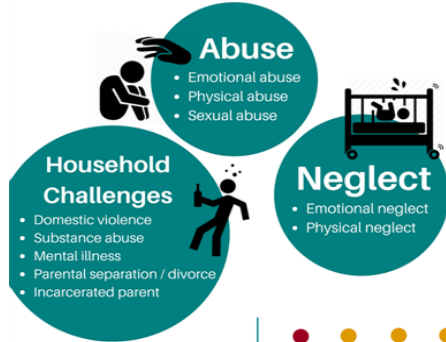 Abuse
• Emotional abuse
• Physical abuse
• Sexual abuse
Household
Challenges
• Domestic violence
• Substance abuse
• Mental illness
• Parental separation / divorce
• Incarcerated parent
Neglect
• Emotional neglect
• Physical neglect